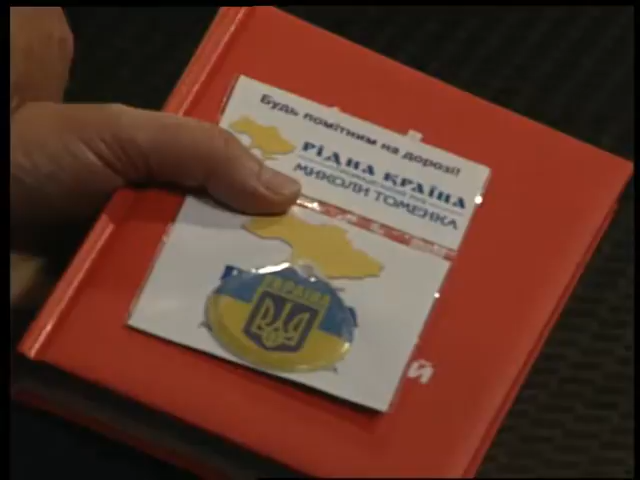 Будь помітним на дорозі!
РІДНА КРАЇНА
МИКОЛИ ТОМЕНКА
УКРАЇНА
Й